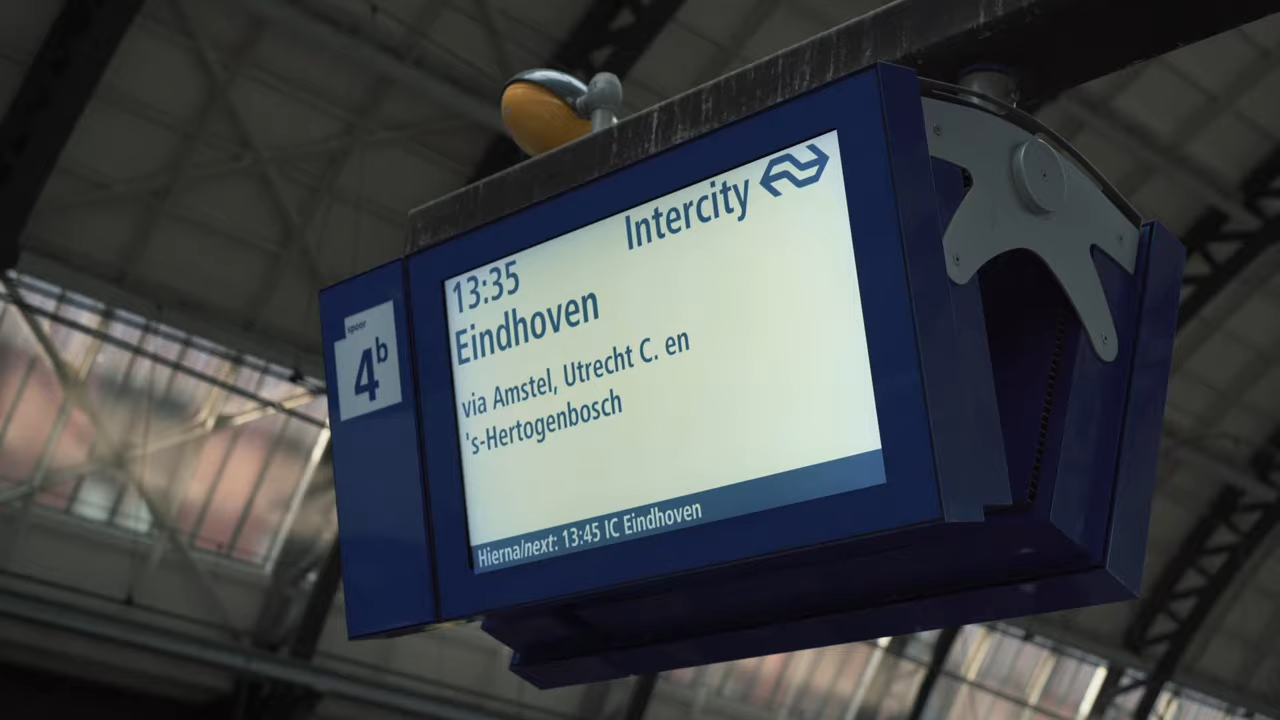 spoor
4b
Intercity
13:35
Eindhoven
via Amstel, Utrecht C. en
's-Hertogenbosch
Hierna/next: 13:45 IC Eindhoven